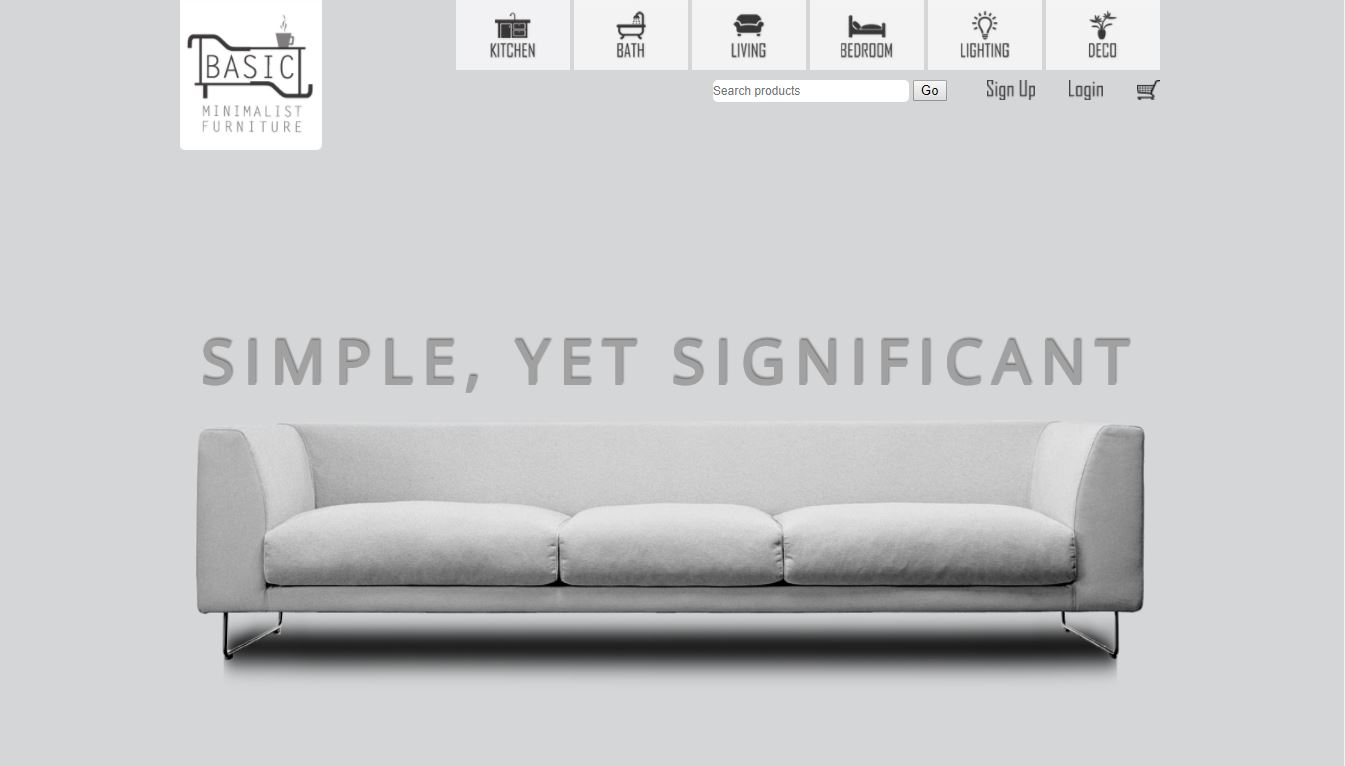 BASIC
MINIMALIST
FURNITURE
KITCHEN
BATH
LIVING
BEDROOM
LIGHTING
DECO
Search products
Go
Sign Up
Login
SIMPLE, YET SIGNIFICANT